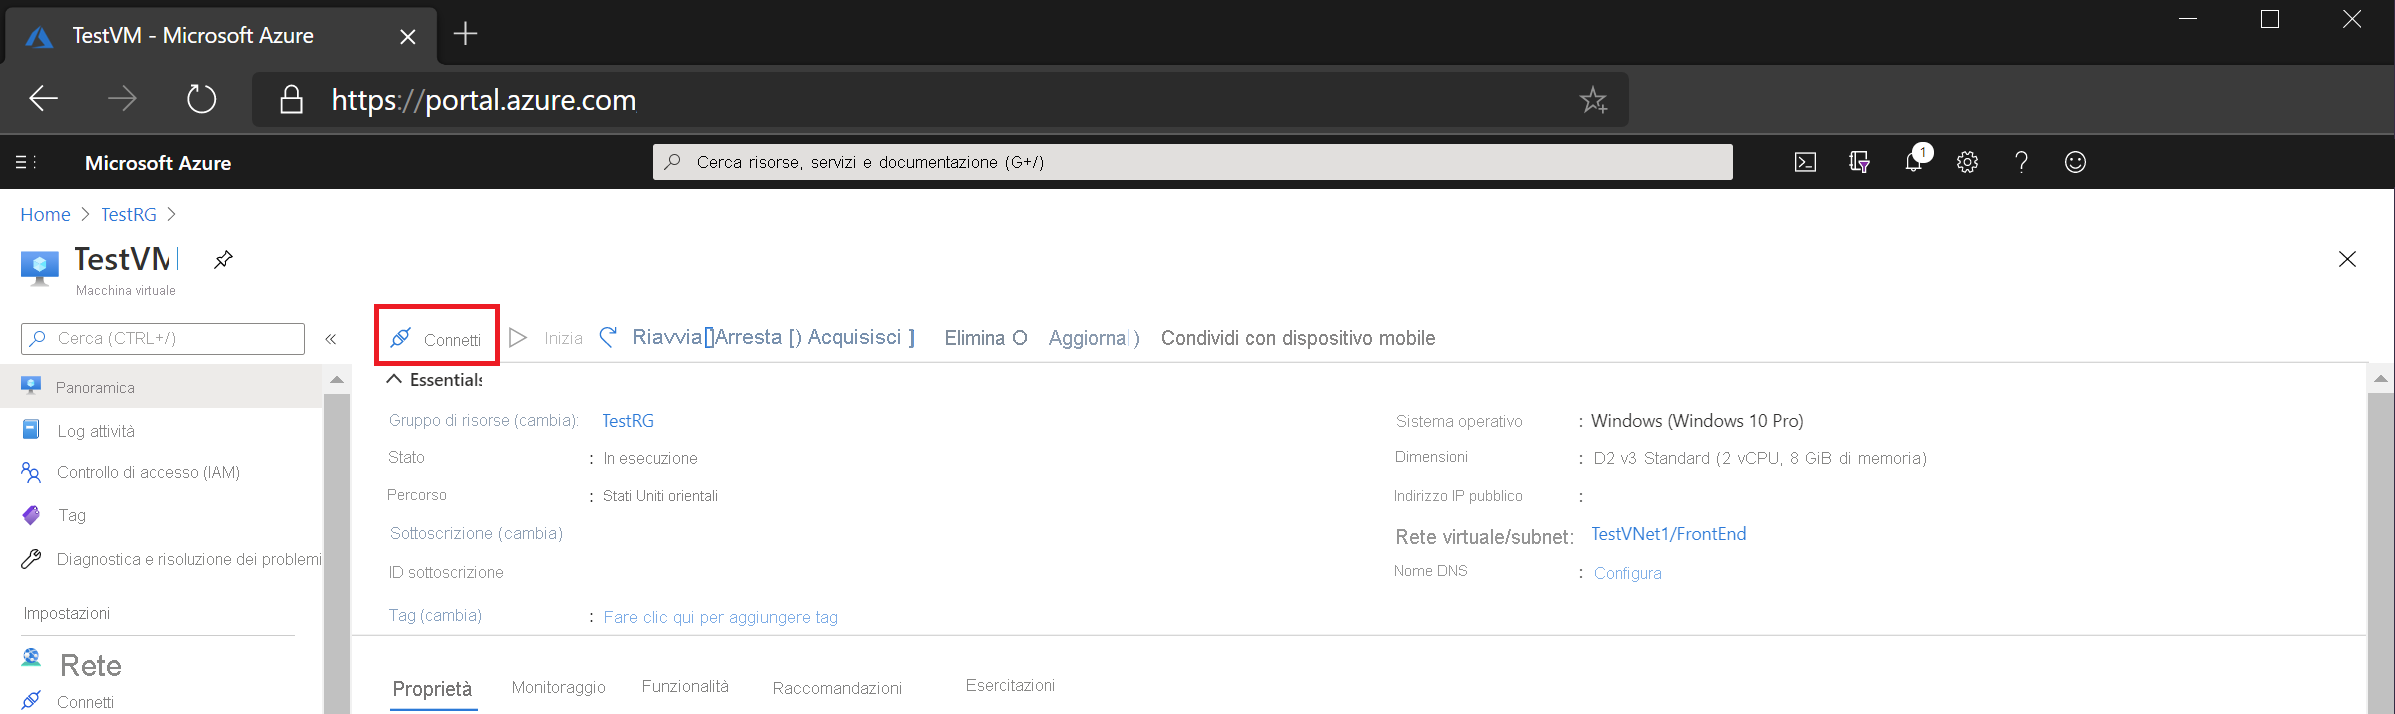 TestVM - Microsoft Azure
https://portal.azure.com
Microsoft Azure
Cerca risorse, servizi e documentazione (G+/)
1
Home > TestRG >
TestVM
Macchina virtuale
Cerca (CTRL+/)
«
Connetti
Inizia
Riavvia[]Arresta [) Acquisisci ]
Elimina O
Aggiorna )
Condividi con dispositivo mobile
Panoramica
Log attività
Controllo di accesso (IAM)
Tag
Diagnostica e risoluzione dei problemi
Impostazioni
Rete
Connetti
Essentials
Gruppo di risorse (cambia): TestRG
Stato : In esecuzione
Percorso : Stati Uniti orientali
Sottoscrizione (cambia)
ID sottoscrizione
Tag (cambia) : Fare clic qui per aggiungere tag
Sistema operativo : Windows (Windows 10 Pro)
Dimensioni : D2 v3 Standard (2 vCPU, 8 GiB di memoria)
Indirizzo IP pubblico :
Rete virtuale/subnet: TestVNet1/FrontEnd
Nome DNS : Configura
Proprietà Monitoraggio Funzionalità Raccomandazioni Esercitazioni